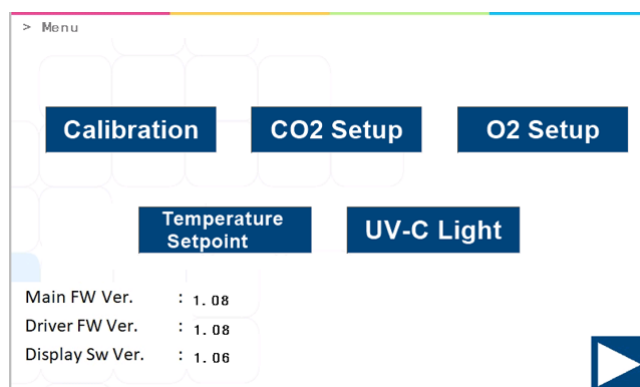 > Menu
Calibration CO2 Setup O2 Setup
Temperature
Setpoint
UV-C Light
Main FW Ver. : 1.08
Driver FW Ver. : 1.08
Display Sw Ver. : 1.06